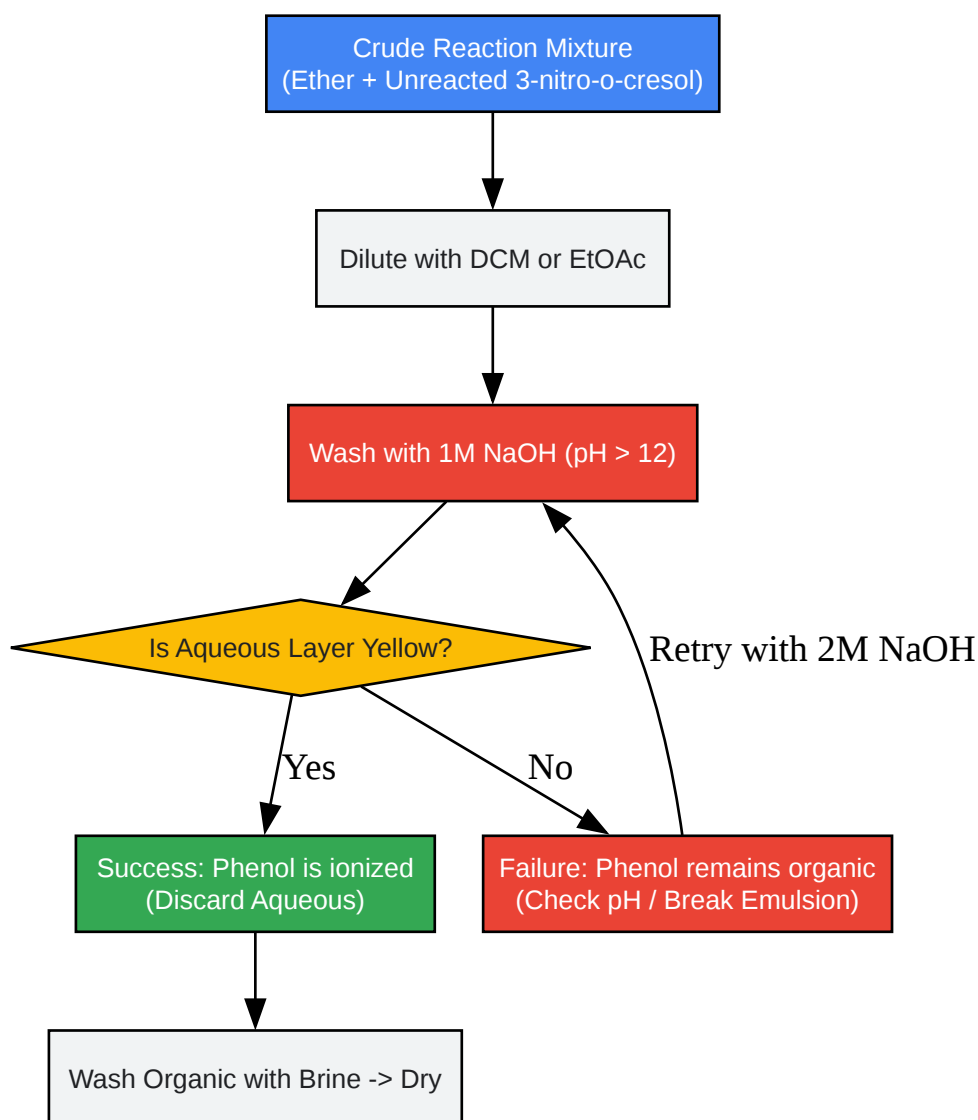 Crude Reaction Mixture
(Ether + Unreacted 3-nitro-o-cresol)
Dilute with DCM or EtOAc
Wash with 1M NaOH (pH > 12)
Is Aqueous Layer Yellow?
Retry with 2M NaOH
Yes
No
Success: Phenol is ionized
(Discard Aqueous)
Failure: Phenol remains organic
(Check pH / Break Emulsion)
Wash Organic with Brine -> Dry